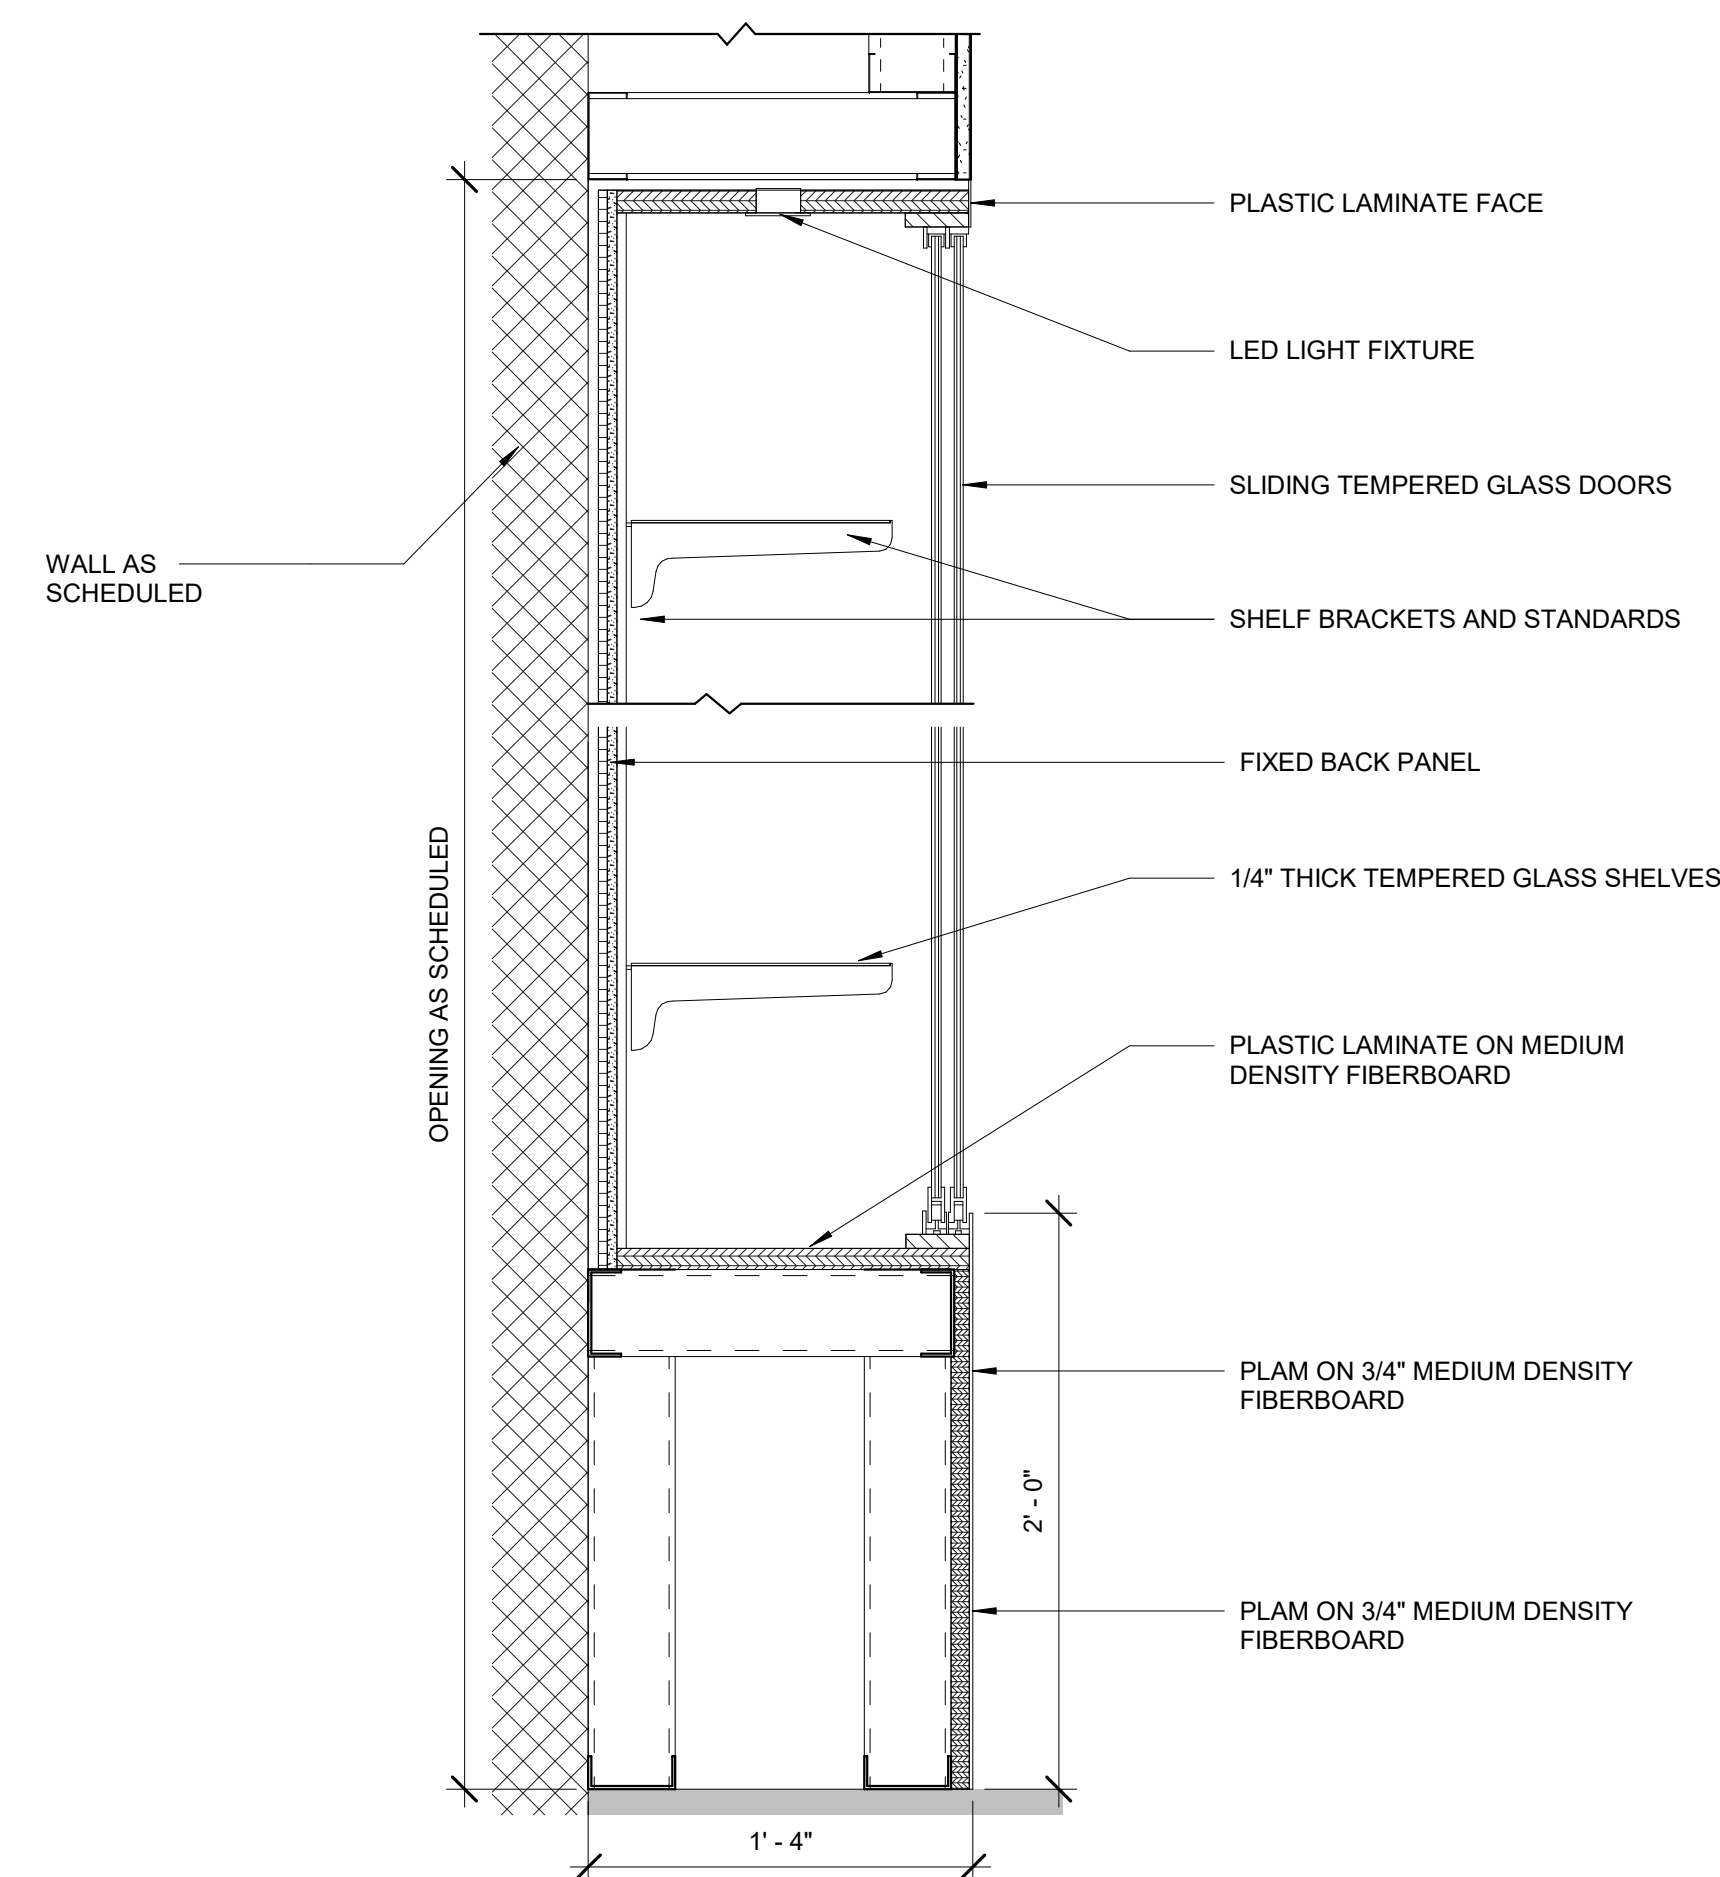 PLASTIC LAMINATE FACE
LED LIGHT FIXTURE
SLIDING TEMPERED GLASS DOORS
WALL AS
SCHEDULED
SHELF BRACKETS AND STANDARDS
FIXED BACK PANEL
OPENING AS SCHEDULED
1/4" THICK TEMPERED GLASS SHELVES
PLASTIC LAMINATE ON MEDIUM
DENSITY FIBERBOARD
PLAM ON 3/4" MEDIUM DENSITY
FIBERBOARD
2' - 0"
PLAM ON 3/4" MEDIUM DENSITY
FIBERBOARD
1' - 4"